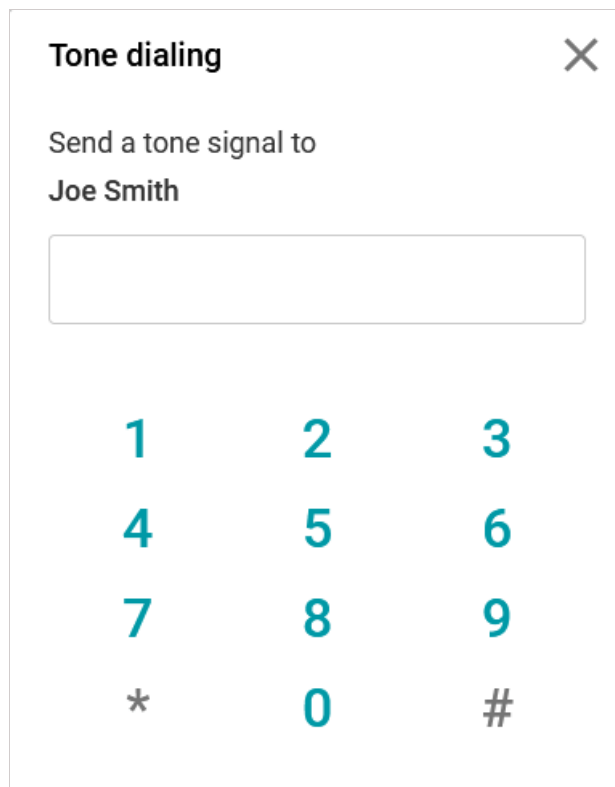 Tone dialing
Send a tone signal to
Joe Smith
1 2 3
4 5 6
7 8 9
* 0 #